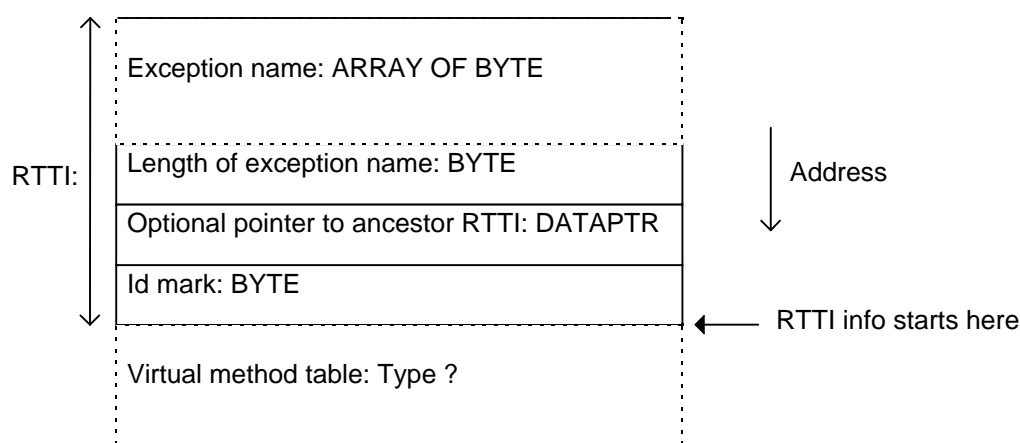 Exception name: ARRAY OF BYTE
RTTI:
Length of exception name: BYTE
Address
Optional pointer to ancestor RTTI: DATAPTR
Id mark: BYTE
RTTI info starts here
Virtual method table: Type ?